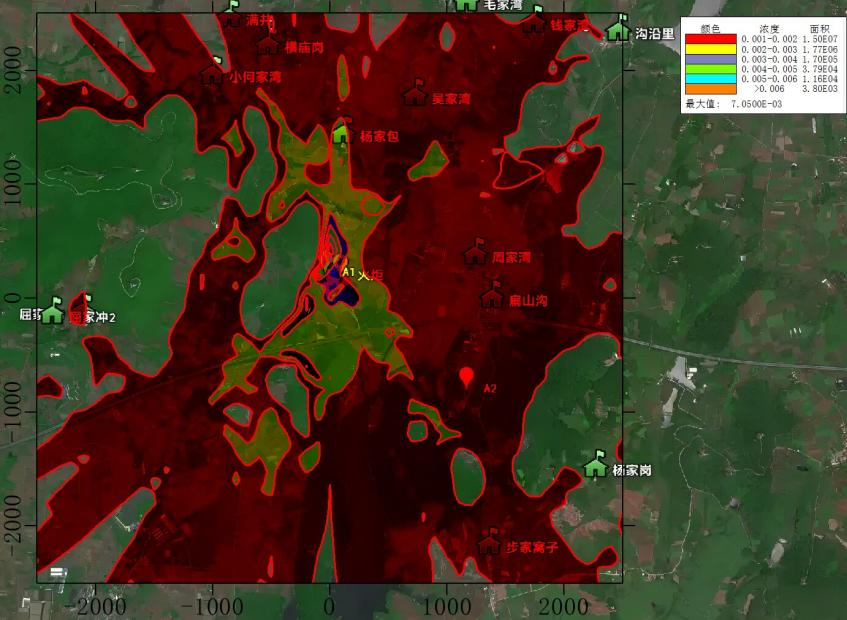 毛家湾
满井
钱家湾
沟沿里
横庙岗
小何家湾
吴家湾
杨家包
周家湾
扁山沟
A1 火炬
屈家冲2
A2
杨家岗
步家窝子
颜色 浓度 面积
0.001-0.002 1.50E07
0.002-0.003 1.77E06
0.003-0.004 1.70E05
0.004-0.005 3.79E04
0.005-0.006 1.16E04
>0.006 3.80E03
最大值: 7.0500E-03
2000
1000
0
-1000
-2000
-2000 -1000 0 1000 2000